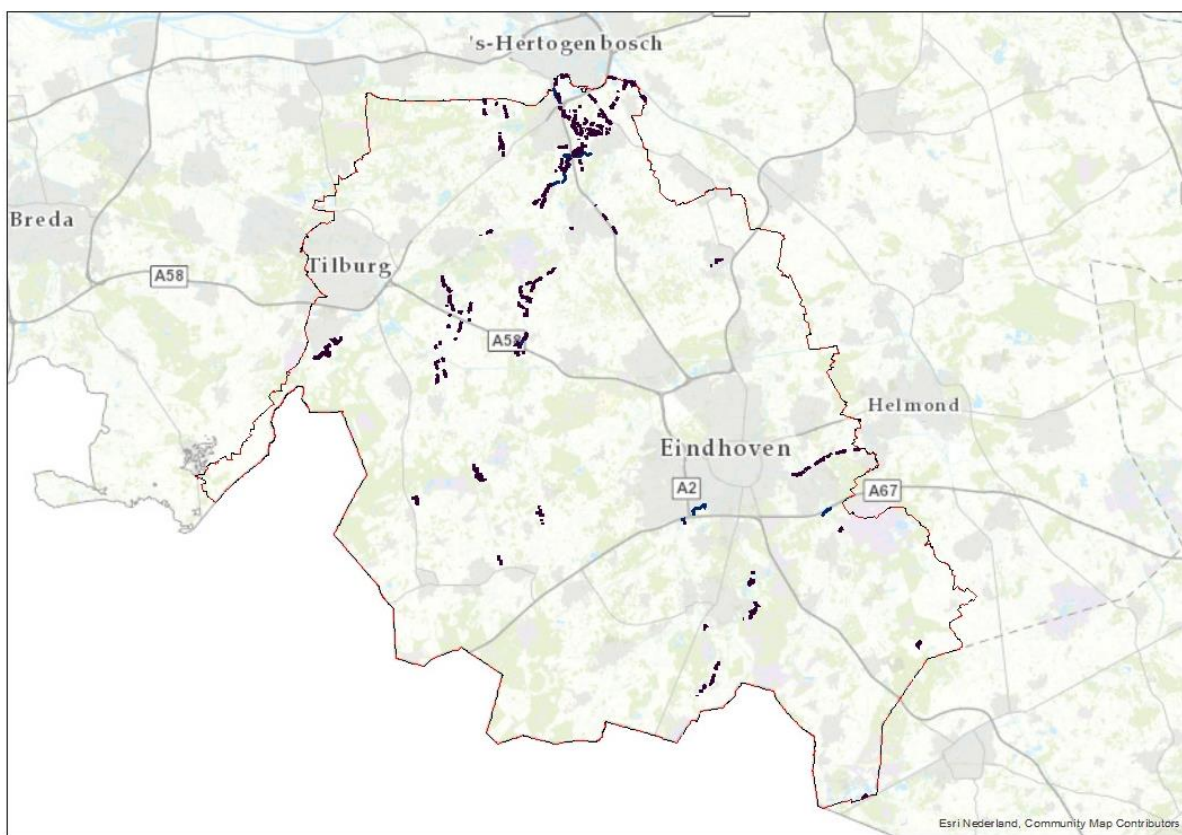 's-Hertogenbosch
Breda
Tilburg
A58
A58
Helmond
Eindhoven
A2
A67
Esri Nederland, Community Map Contributors